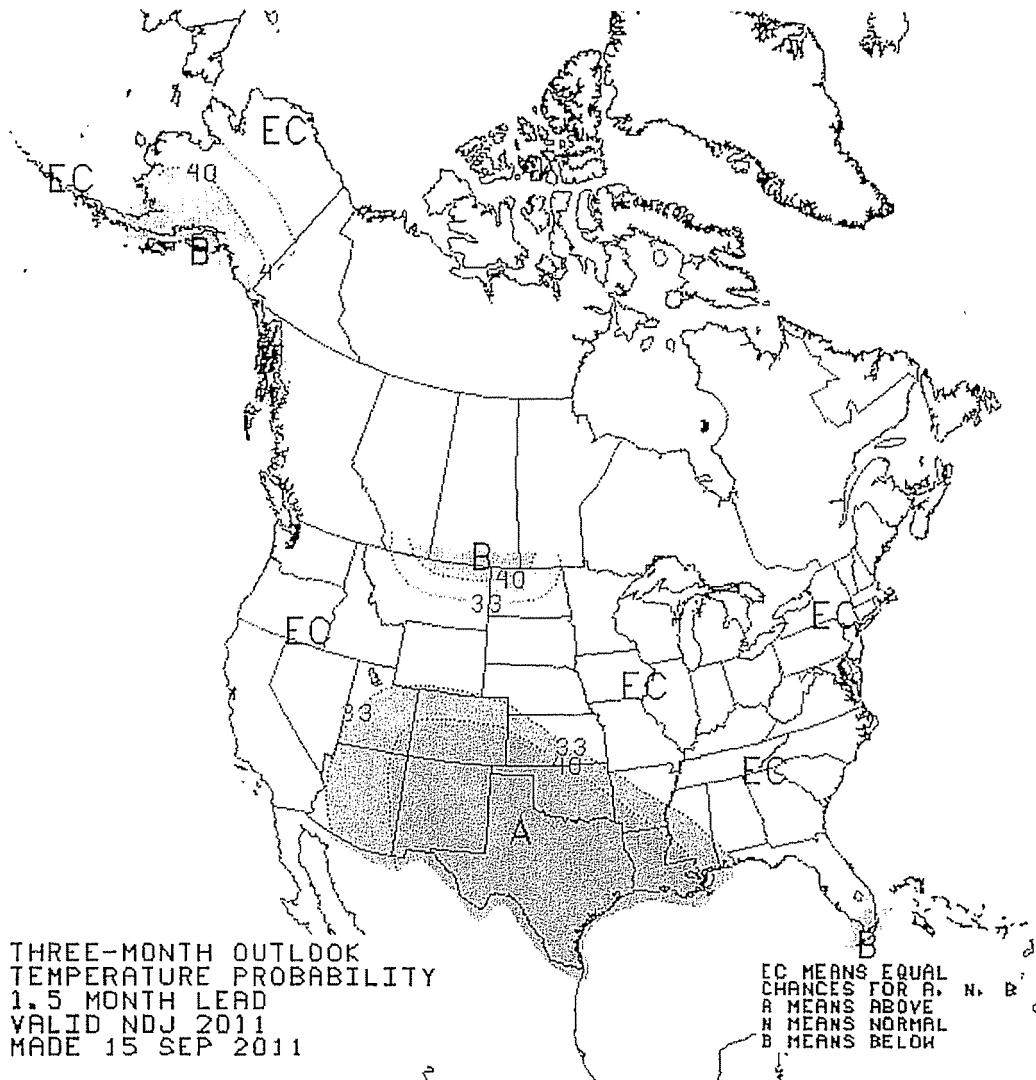 EC
EC
40
B
B
40
33
EC
EC
EC
33
33
40
EC
A
B
THREE-MONTH OUTLOOK
TEMPERATURE PROBABILITY
1.5 MONTH LEAD
VALID NDJ 2011
MADE 15 SEP 2011
EC MEANS EQUAL
CHANCES FOR A, N, B
A MEANS ABOVE
N MEANS NORMAL
B MEANS BELOW